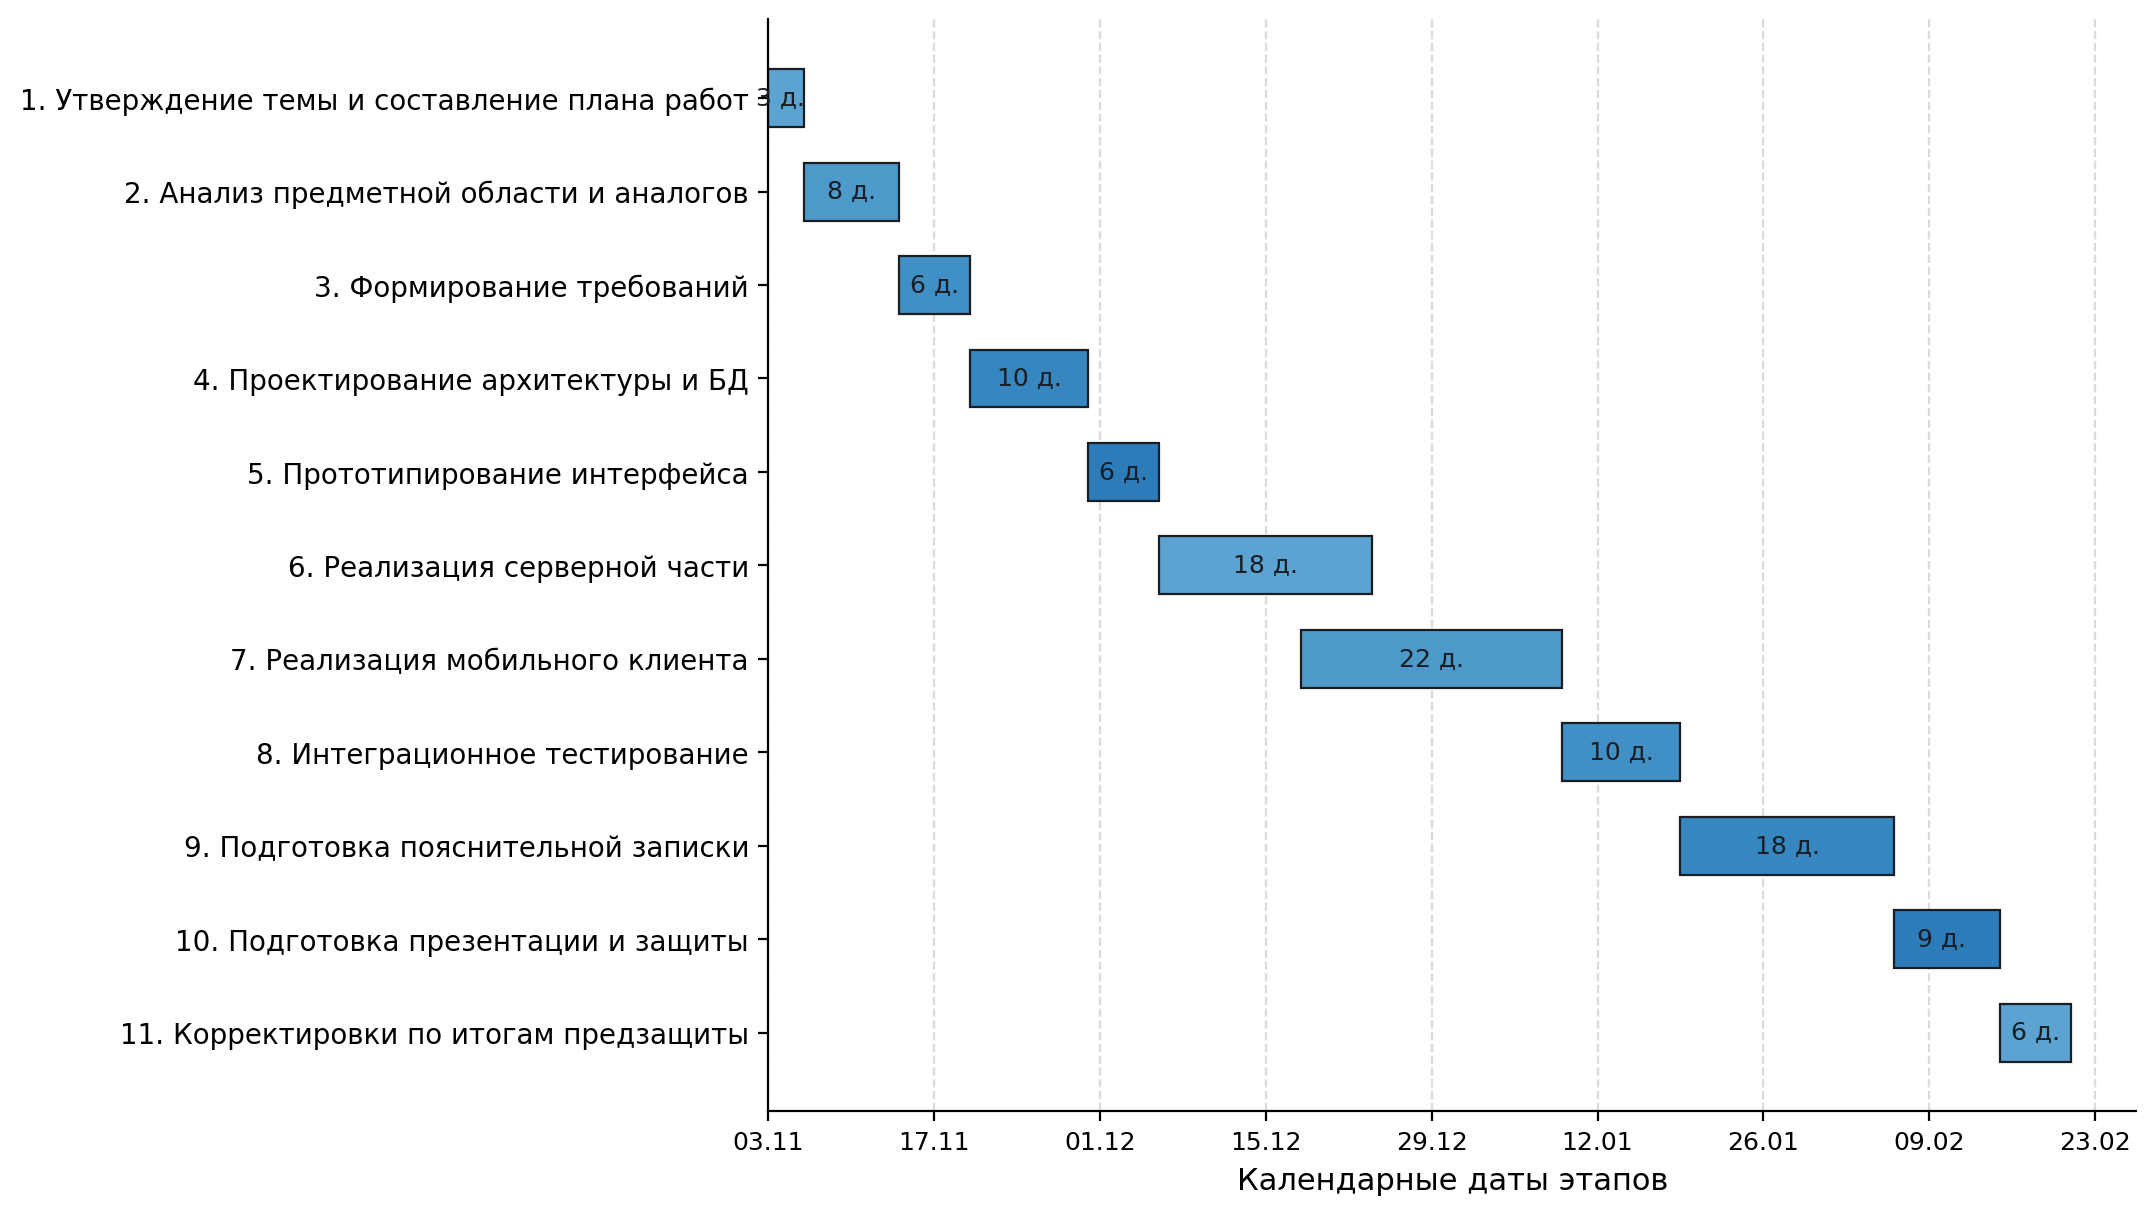 1. Утверждение темы и составление плана работ
3 д.
2. Анализ предметной области и аналогов
8 д.
3. Формирование требований
6 д.
4. Проектирование архитектуры и БД
10 д.
5. Прототипирование интерфейса
6 д.
6. Реализация серверной части
18 д.
7. Реализация мобильного клиента
22 д.
8. Интеграционное тестирование
10 д.
9. Подготовка пояснительной записки
18 д.
10. Подготовка презентации и защиты
9 д.
11. Корректировки по итогам предзащиты
6 д.
03.11 17.11 01.12 15.12 29.12 12.01 26.01 09.02 23.02
Календарные даты этапов